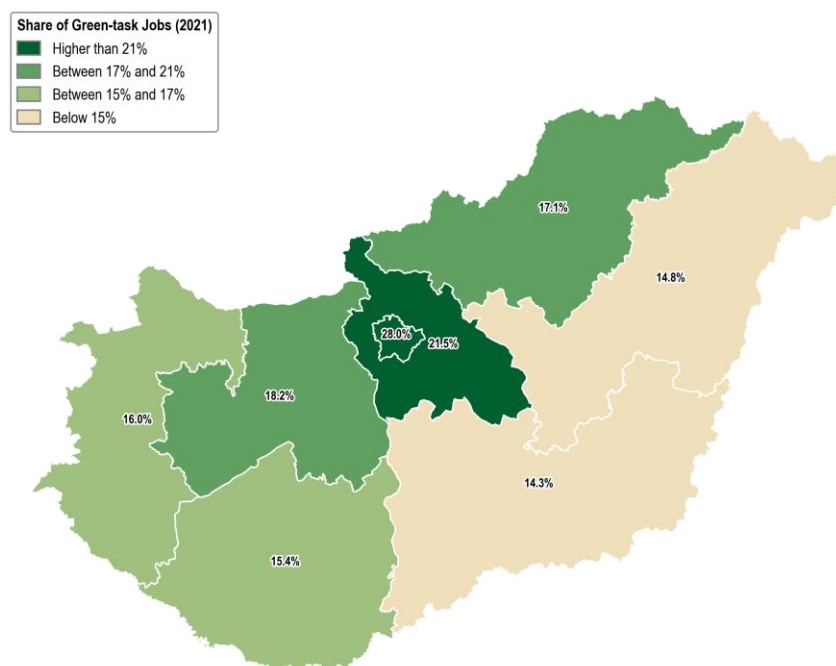 Share of Green-task Jobs (2021)
Higher than 21%
Between 17% and 21%
Between 15% and 17%
Below 15%
17.1%
14.8%
28.0%
21.5%
18.2%
16.0%
14.3%
15.4%